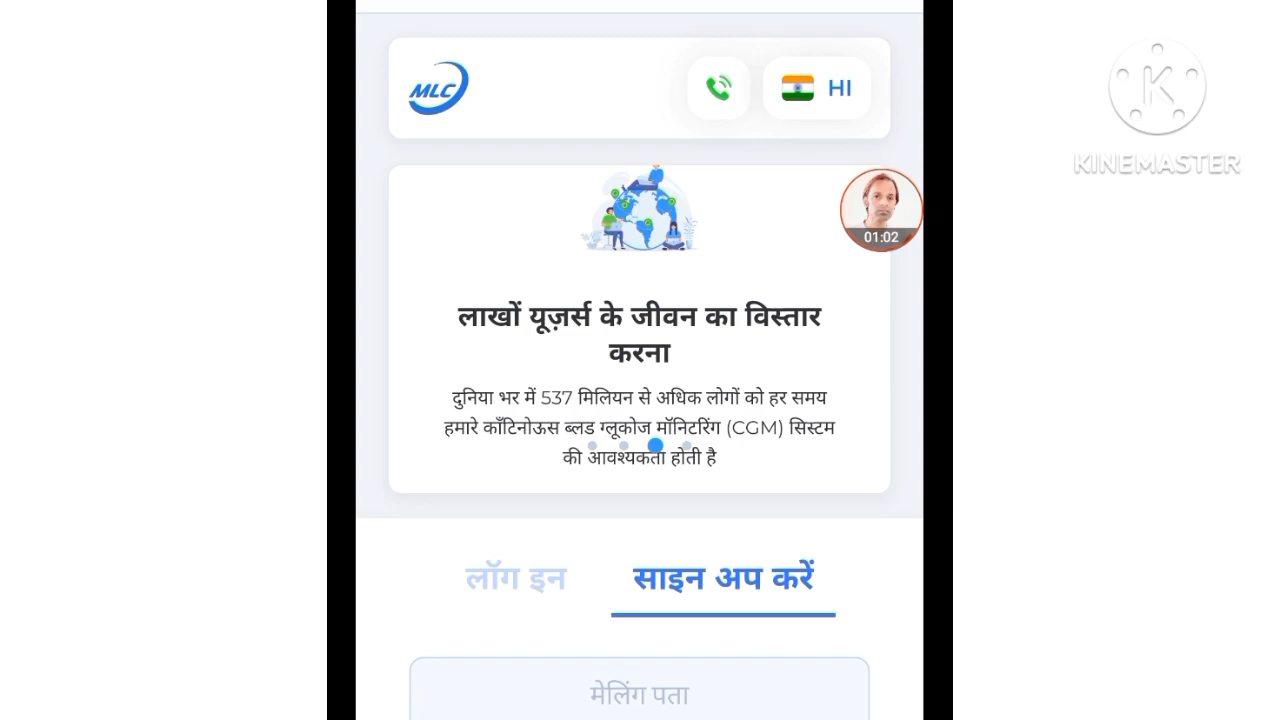 MLC
HI
KINEMASTER
01:02
लाखों यूज़र्स के जीवन का विस्तार
करना
दुनिया भर में 537 मिलियन से अधिक लोगों को हर समय
हमारे कॉंटिनोऊस ब्लड ग्लूकोज मॉनिटरिंग (CGM) सिस्टम
की आवश्यकता होती है
लॉग इन
साइन अप करें
मेलिंग पता